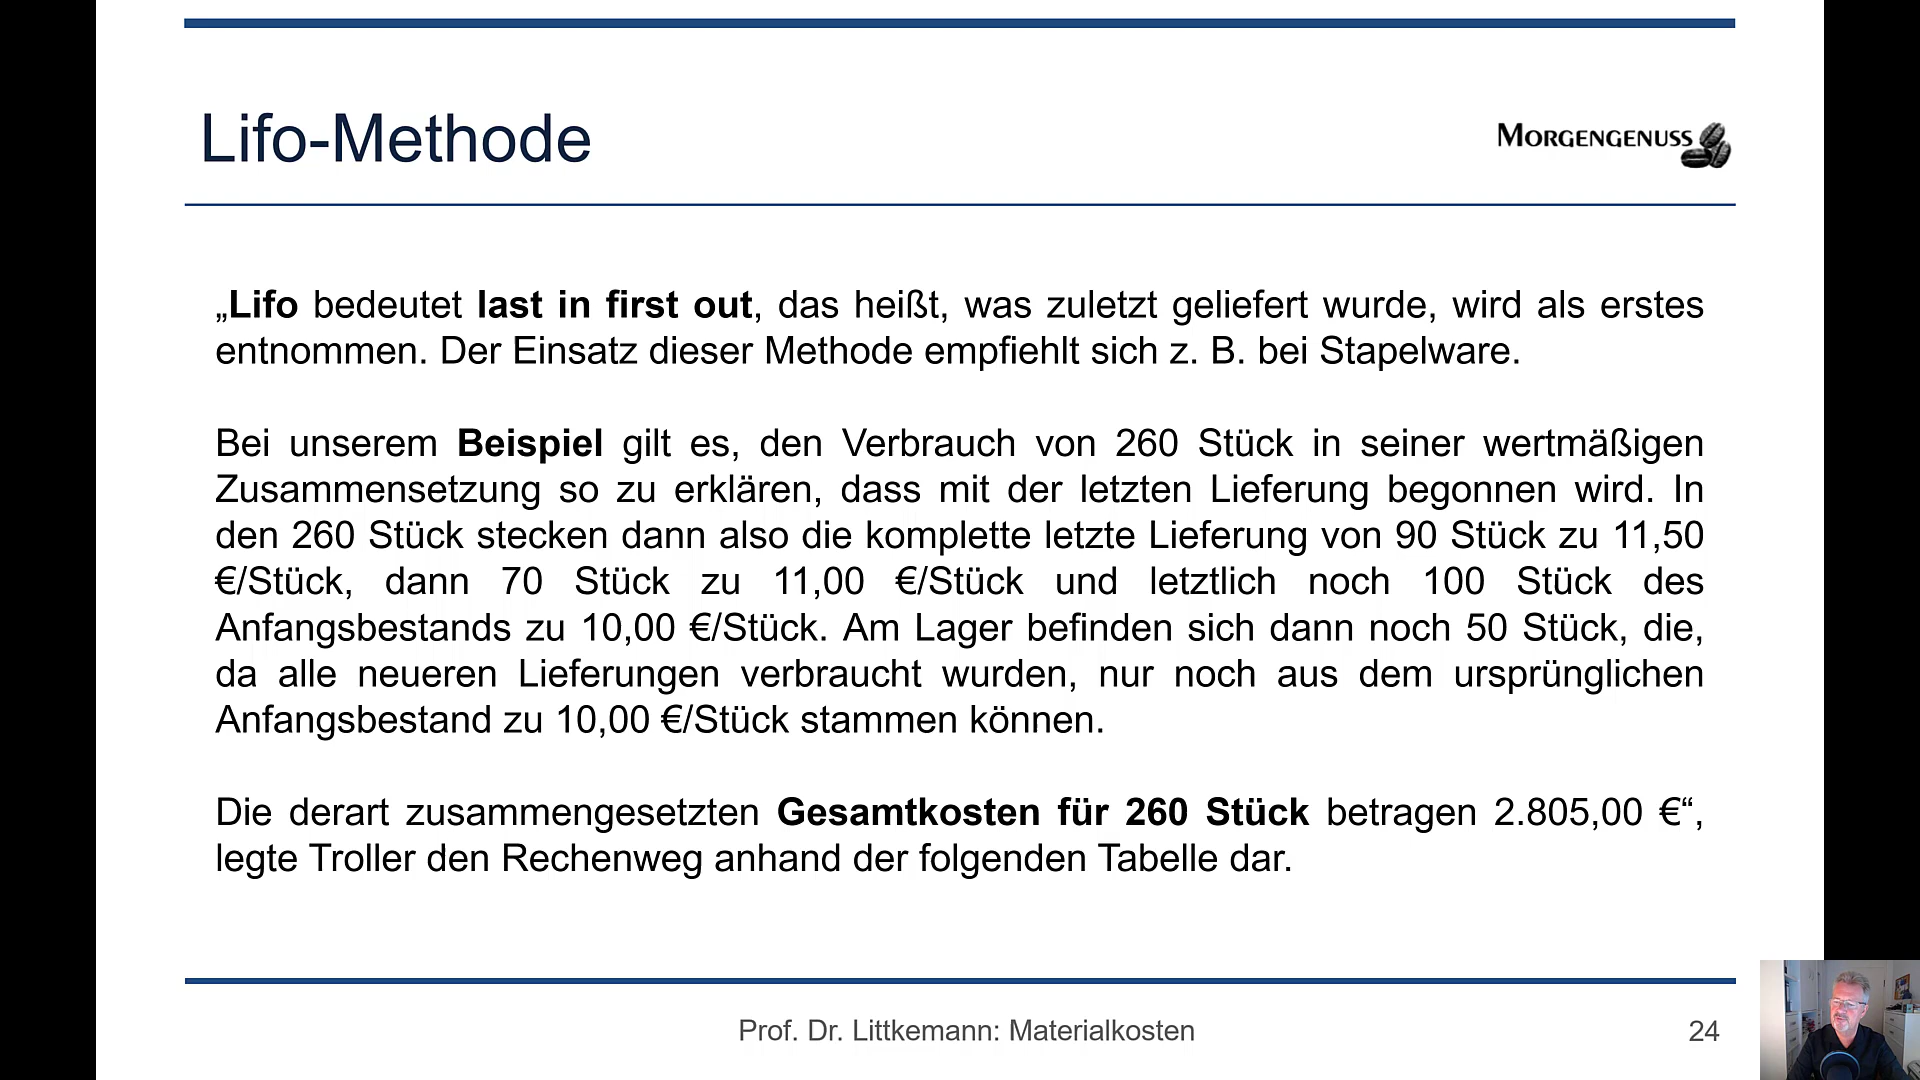 Lifo-Methode
MORGENGENUSS
„Lifo bedeutet last in first out, das heißt, was zuletzt geliefert wurde, wird als erstes
entnommen. Der Einsatz dieser Methode empfiehlt sich z. B. bei Stapelware.
Bei unserem Beispiel gilt es, den Verbrauch von 260 Stück in seiner wertmäßigen
Zusammensetzung so zu erklären, dass mit der letzten Lieferung begonnen wird. In
den 260 Stück stecken dann also die komplette letzte Lieferung von 90 Stück zu 11,50
€/Stück, dann 70 Stück zu 11,00 €/Stück und letztlich noch 100 Stück des
Anfangsbestands zu 10,00 €/Stück. Am Lager befinden sich dann noch 50 Stück, die,
da alle neueren Lieferungen verbraucht wurden, nur noch aus dem ursprünglichen
Anfangsbestand zu 10,00 €/Stück stammen können.
Die derart zusammengesetzten Gesamtkosten für 260 Stück betragen 2.805,00 €“,
legte Troller den Rechenweg anhand der folgenden Tabelle dar.
Prof. Dr. Littkemann: Materialkosten
24